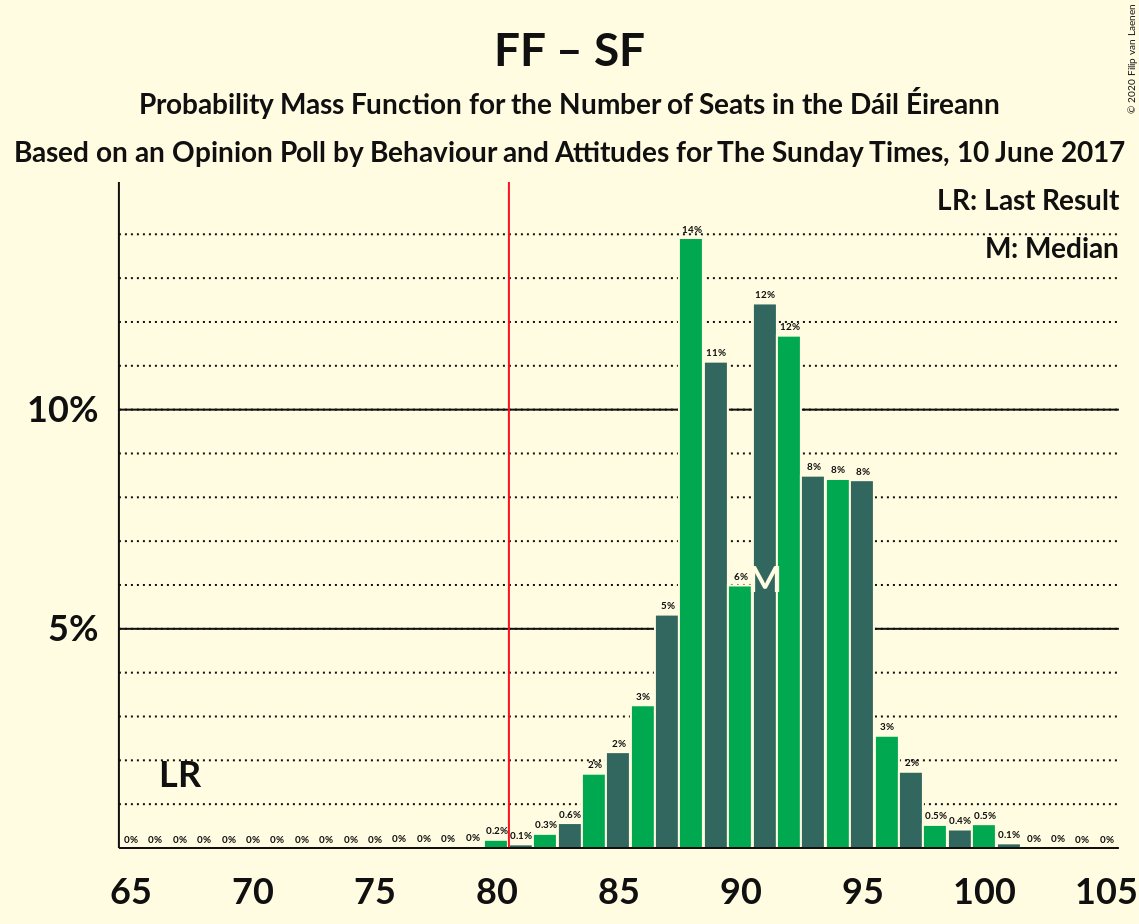 FF – SF
Probability Mass Function for the Number of Seats in the Dáil Éireann
Based on an Opinion Poll by Behaviour and Attitudes for The Sunday Times, 10 June 2017
© 2020 Filip van Laenen
LR: Last Result
M: Median
14%
12%
12%
11%
10%
8% 8% 8%
6%
M
5%
5%
3%
3%
2%
2%
2%
LR
0% 0% 0% 0% 0% 0% 0% 0% 0% 0% 0% 0% 0% 0% 0% 0.2% 0.1% 0.3% 0.6% 0.5% 0.4% 0.5% 0.1% 0% 0% 0% 0%
65 70 75 80 85 90 95 100 105